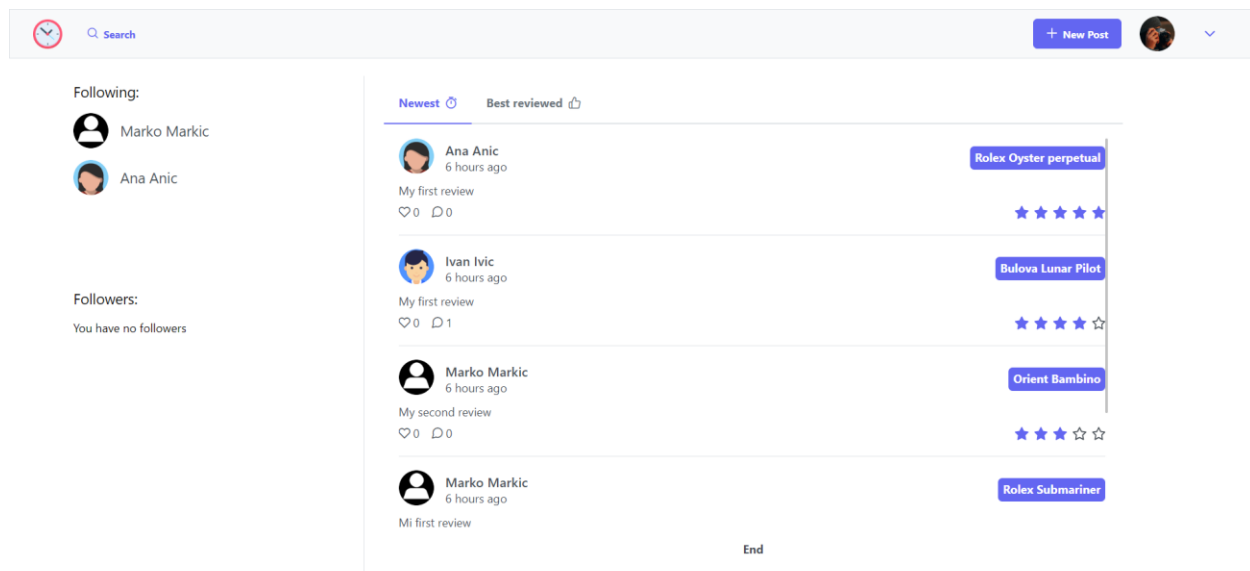 Search
New Post
Following:
Marko Markic
Ana Anic
Followers:
You have no followers
Newest
Best reviewed
Ana Anic
6 hours ago
Rolex Oyster perpetual
My first review
0 0
Ivan Ivic
6 hours ago
Bulova Lunar Pilot
My first review
0 1
Marko Markic
6 hours ago
Orient Bambino
My second review
0 0
Marko Markic
6 hours ago
Rolex Submariner
Mi first review
End